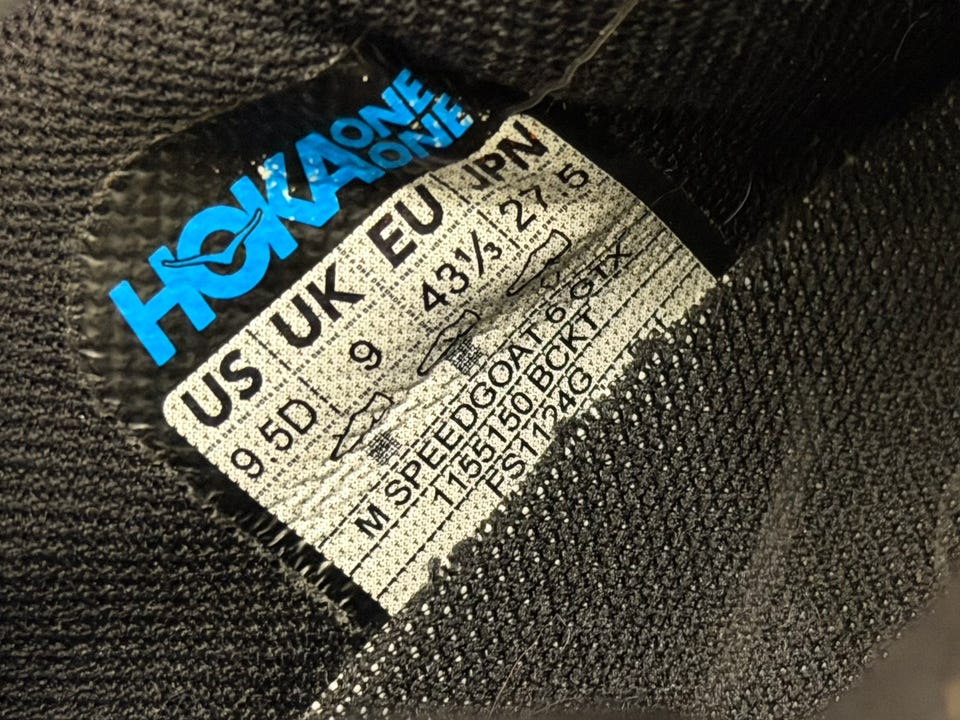 HOKA ONE ONE
US UK EU JPN
9.5D 9 43⅓ 27.5
M SPEEDGOAT 6 GTX
1155150 BCKT
FS1124G